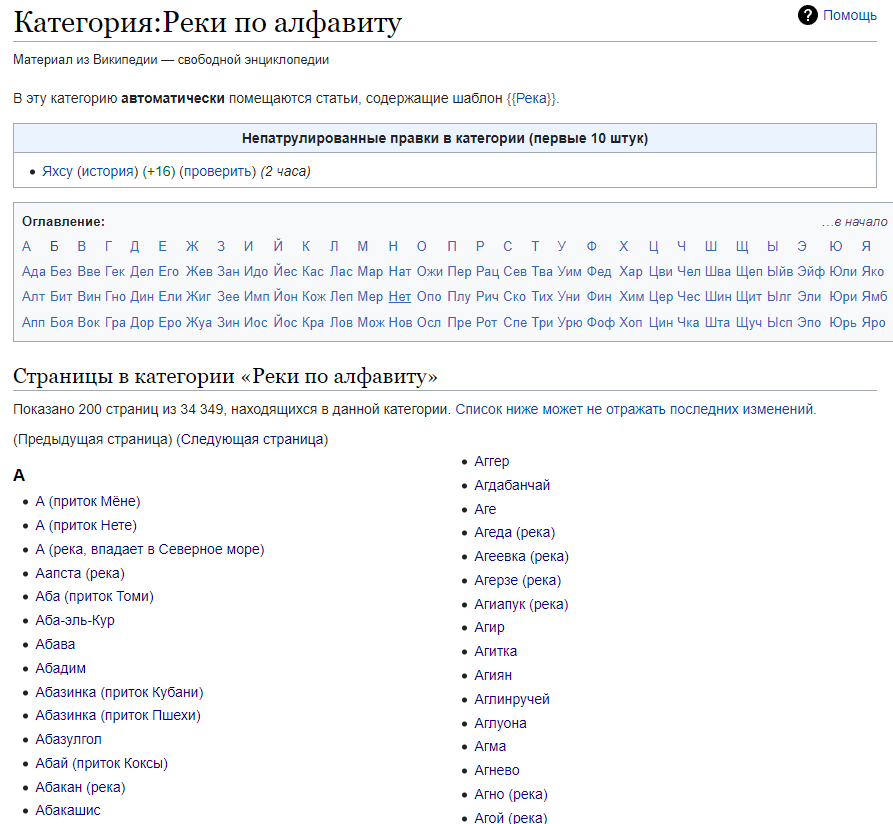 Категория:Реки по алфавиту
? Помощь
Материал из Википедии — свободной энциклопедии
В эту категорию автоматически помещаются статьи, содержащие шаблон {{Река}}.
Непатрулированные правки в категории (первые 10 штук)
• Яхсу (история) (+16) (проверить) (2 часа)
Оглавление: …в начало
А Б В Г Д Е Ж З И Й К Л М Н О П Р С Т У Ф Х Ц Ч Ш Щ Ы Э Ю Я
Ада Без Вве Гек Дел Его Жев Зан Идо Йес Кас Лас Мар Нат Ожи Пер Рац Сев Тва Уим Фед Хар Цви Чел Шва Щеп Ыйв Эйф Юли Яко
Алт Бит Вин Гно Дин Ели Жиг Зее Имп Йон Кож Леп Мер Нет Опо Плу Рич Ско Тих Уни Фин Хим Цер Чес Шин Щит Ылг Эли Юри Ямб
Апп Боя Вок Гра Дор Еро Жуа Зин Иос Йос Кра Лов Мож Нов Осл Пре Рот Спе Три Урю Фоф Хоп Цин Чка Шта Щуч Ысп Эпо Юрь Яро
Страницы в категории «Реки по алфавиту»
Показано 200 страниц из 34 349, находящихся в данной категории. Список ниже может не отражать последних изменений.
(Предыдущая страница) (Следующая страница)
А
• А (приток Мёне)
• А (приток Нете)
• А (река, впадает в Северное море)
• Аапста (река)
• Аба (приток Томи)
• Аба-эль-Кур
• Абава
• Абадим
• Абазинка (приток Кубани)
• Абазинка (приток Пшехи)
• Абазулгол
• Абай (приток Коксы)
• Абакан (река)
• Абакашис
• Аггер
• Агдабанчай
• Аге
• Агеда (река)
• Агеевка (река)
• Агерзе (река)
• Агиапук (река)
• Агир
• Агитка
• Агиян
• Аглинручей
• Аглуона
• Агма
• Агнево
• Агно (река)
• Агой (река)